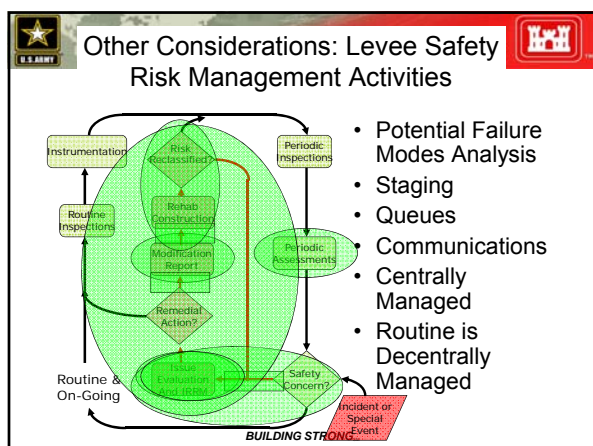 U.S.ARMY
Other Considerations: Levee Safety
Risk Management Activities
Instrumentation
Risk
Reclassified?
Periodic
Inspections
Routine
Inspections
Rehab
Construction
Modification
Report
Periodic
Assessments
Remedial
Action?
Routine &
On-Going
Issue
Evaluation
And IRRM
Safety
Concern?
Incident or
Special
Event
• Potential Failure
Modes Analysis
• Staging
• Queues
• Communications
• Centrally
Managed
• Routine is
Decentrally
Managed
BUILDING STRONG